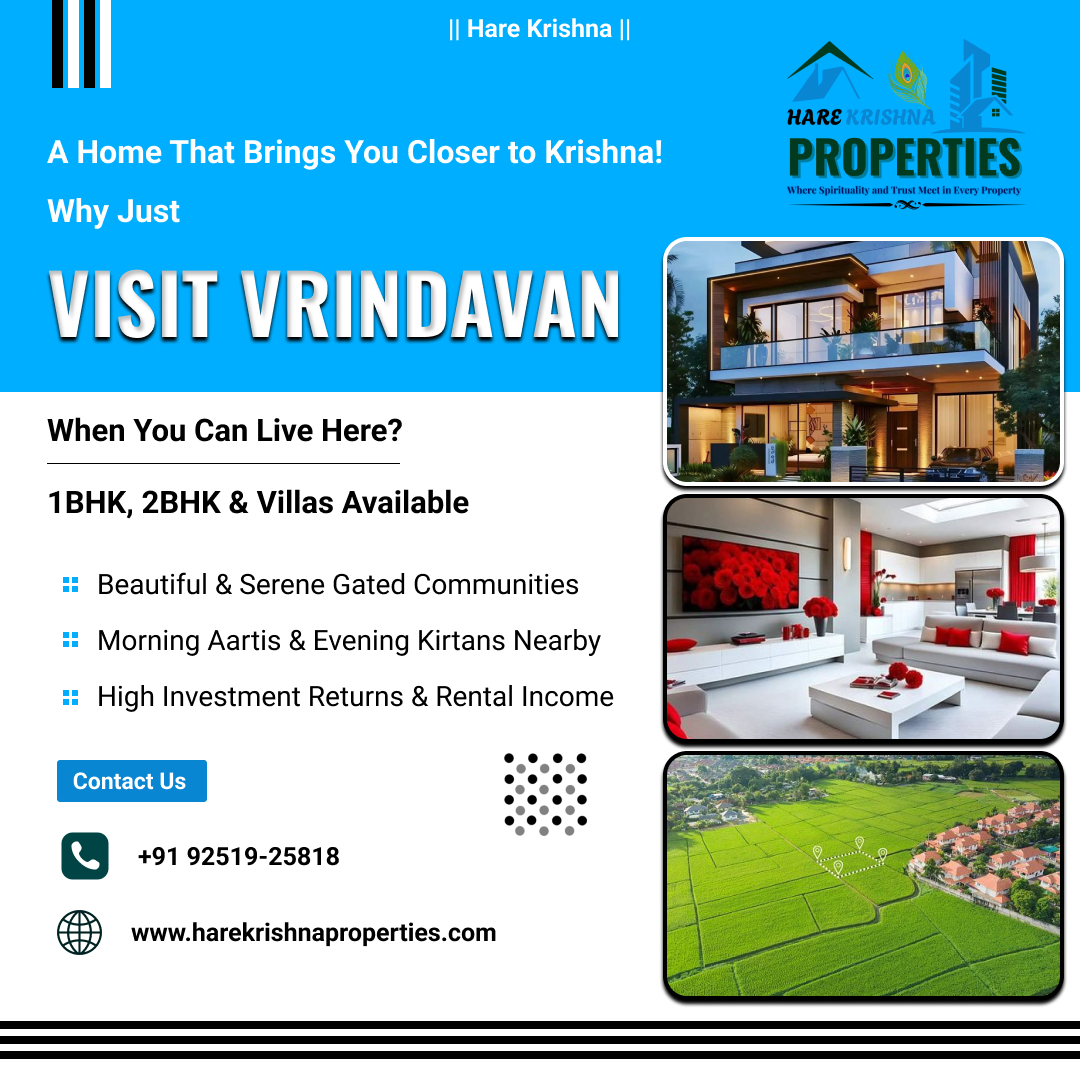 || Hare Krishna ||
HARE KRISHNA
PROPERTIES
Where Spirituality and Trust Meet in Every Property
A Home That Brings You Closer to Krishna!
Why Just
VISIT VRINDAVAN
When You Can Live Here?
1BHK, 2BHK & Villas Available
Beautiful & Serene Gated Communities
Morning Aartis & Evening Kirtans Nearby
High Investment Returns & Rental Income
Contact Us
+91 92519-25818
www.harekrishnaproperties.com